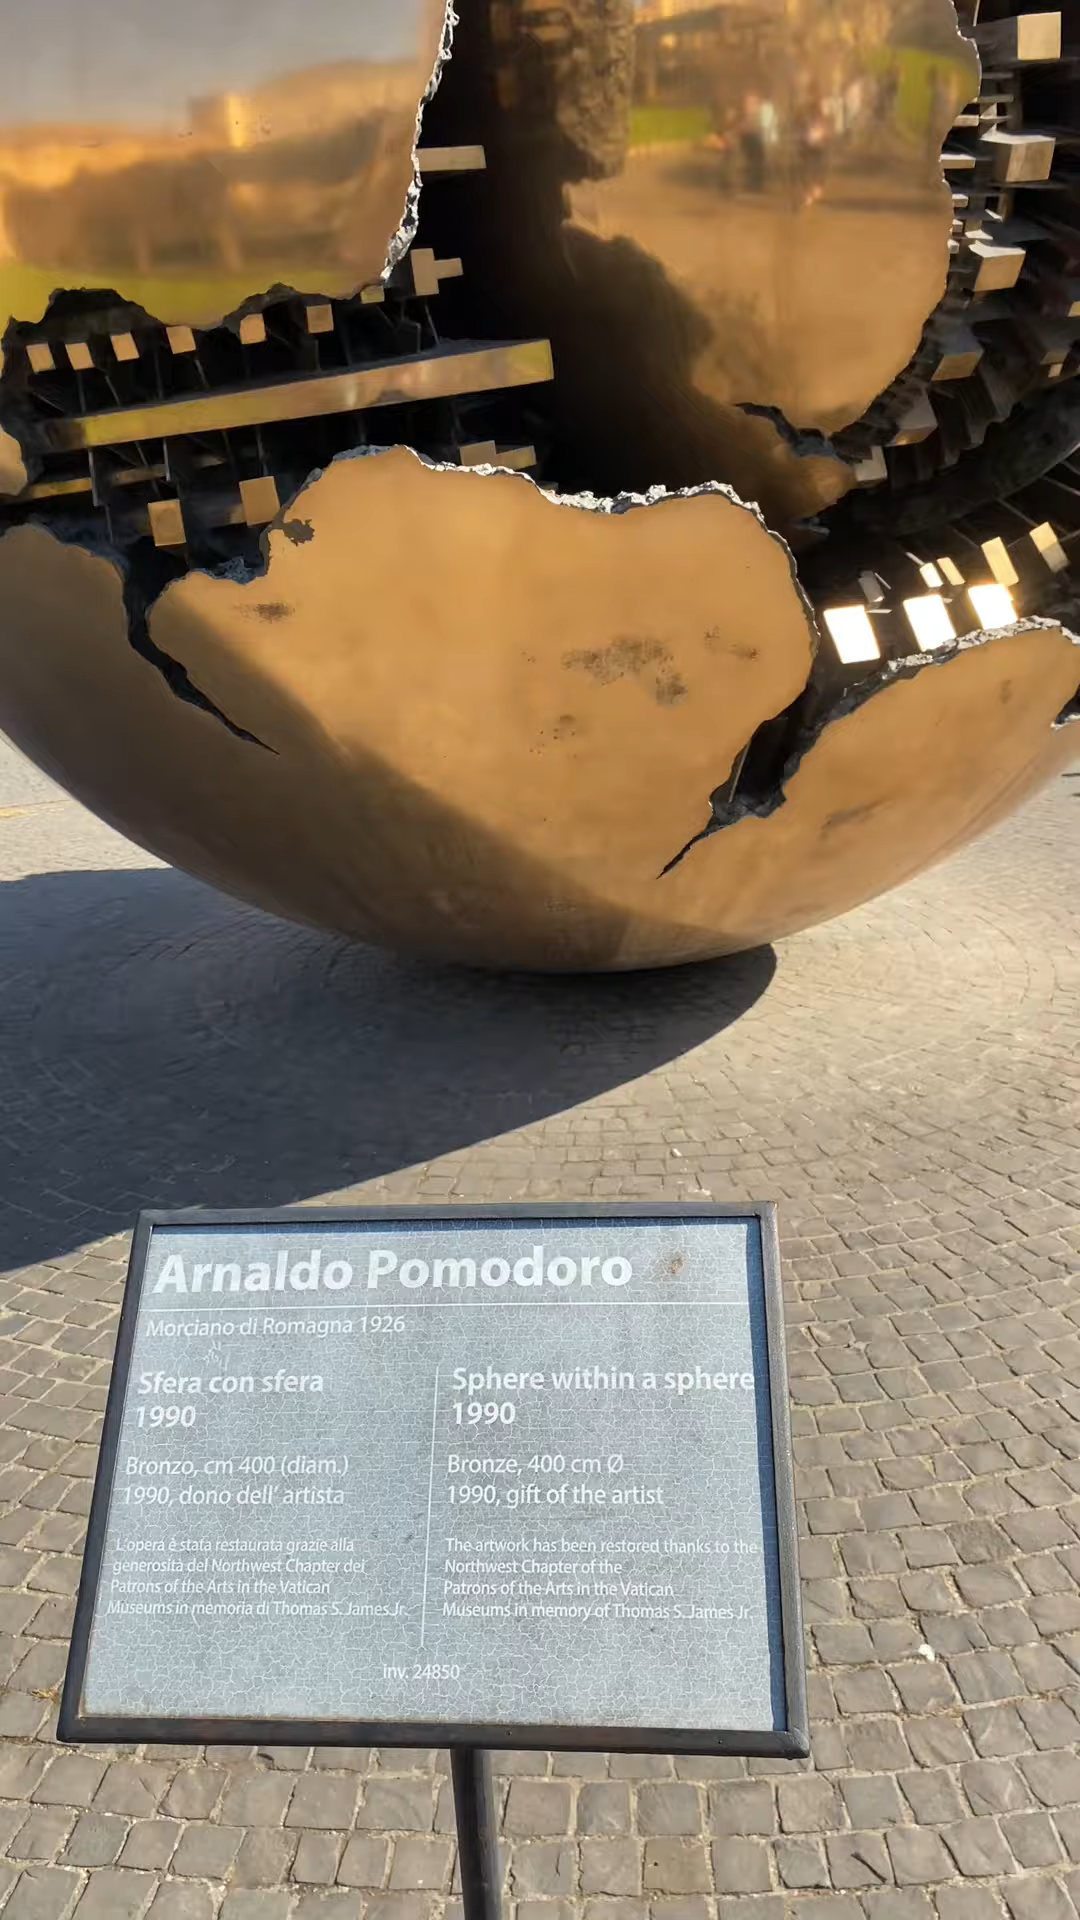 Arnaldo Pomodoro
Morciano di Romagna 1926
Sfera con sfera
1990
Bronzo, cm 400 (diam.)
1990, dono dell' artista
L'opera è stata restaurata grazie alla
generosità del Northwest Chapter dei
Patrons of the Arts in the Vatican
Museums in memoria di Thomas S. James Jr.
Sphere within a sphere
1990
Bronze, 400 cm Ø
1990, gift of the artist
The artwork has been restored thanks to the
Northwest Chapter of the
Patrons of the Arts in the Vatican
Museums in memory of Thomas S. James Jr.
inv. 24850